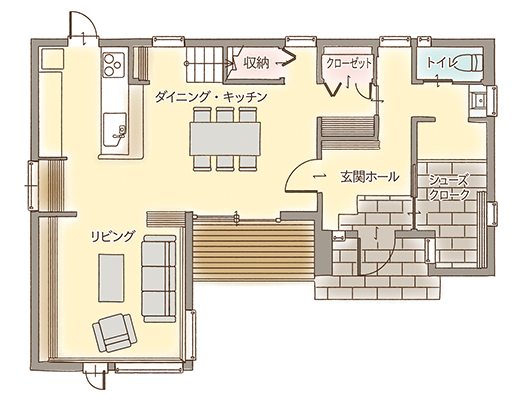 収納
クローゼット
トイレ
ダイニング・キッチン
玄関ホール
シューズ
クローク
リビング